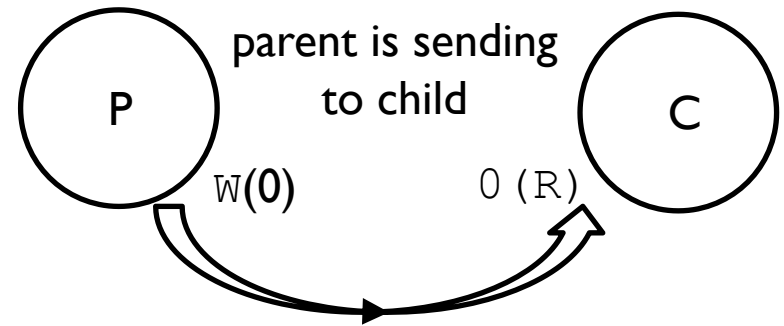 parent is sending
to child
P
C
W(0)
0 (R)